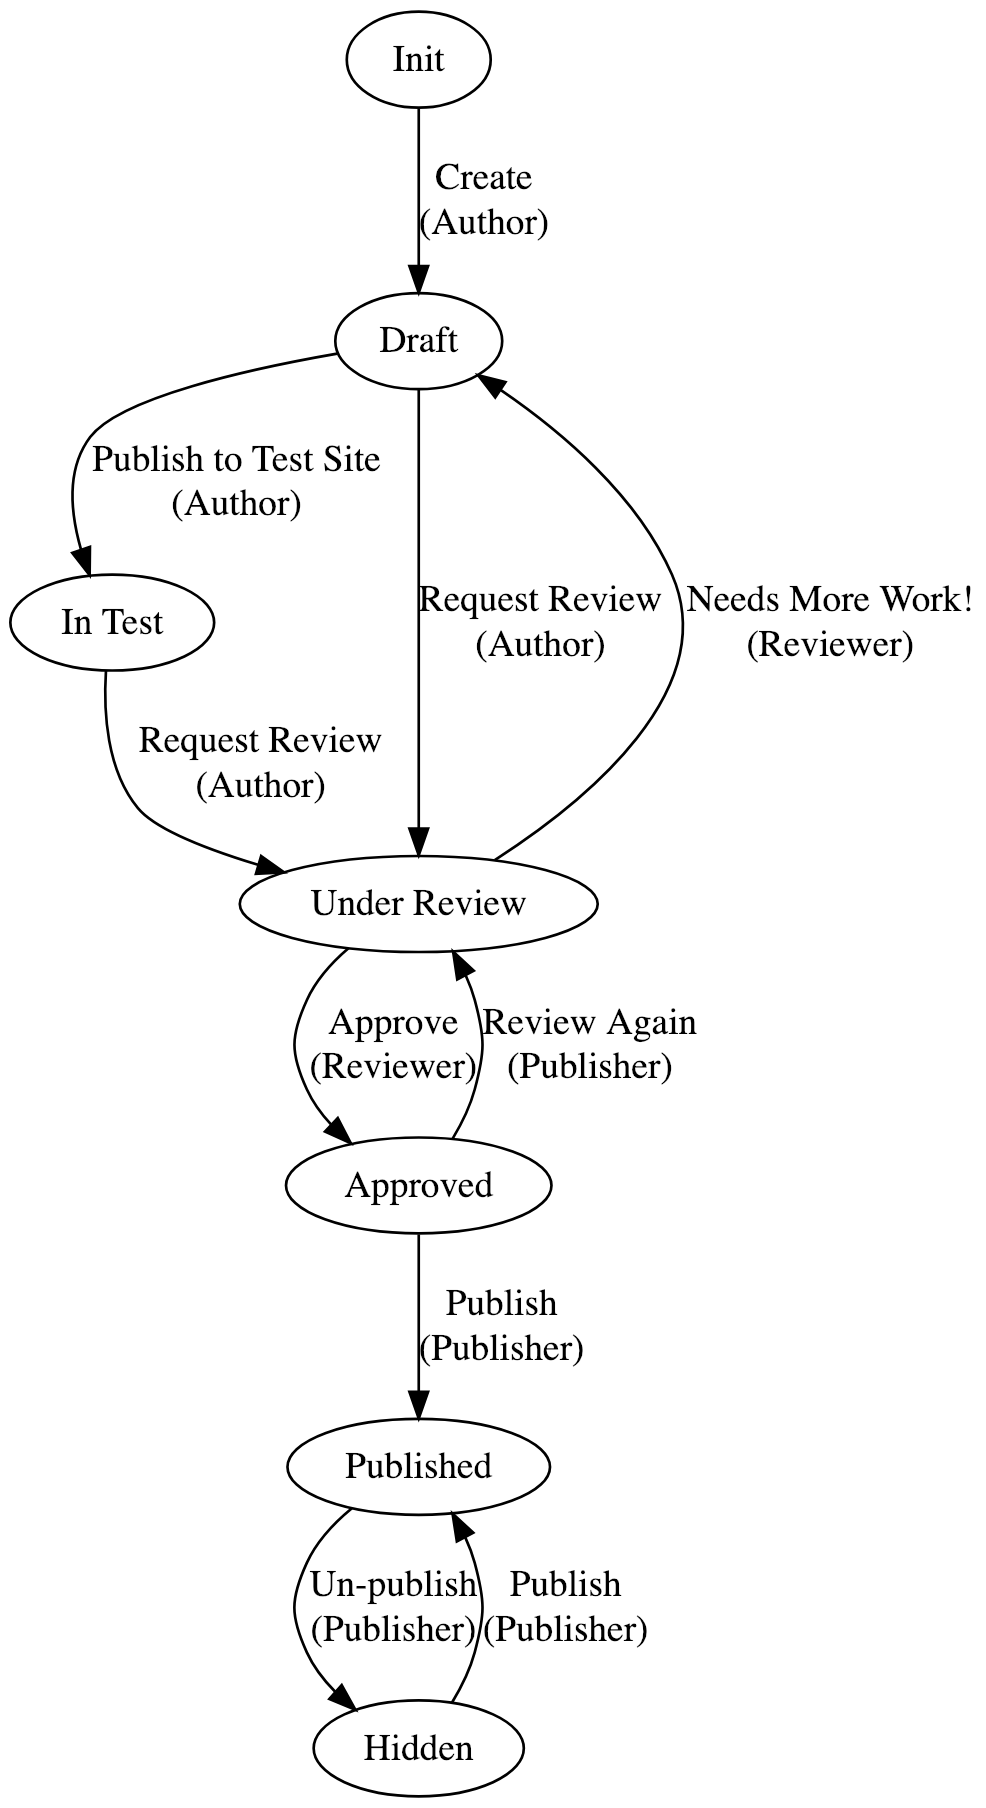 Init
Create
(Author)
Draft
Publish to Test Site
(Author)
In Test
Request Review
(Author)
Needs More Work!
(Reviewer)
Request Review
(Author)
Under Review
Approve
(Reviewer)
Review Again
(Publisher)
Approved
Publish
(Publisher)
Published
Un-publish
(Publisher)
Publish
(Publisher)
Hidden